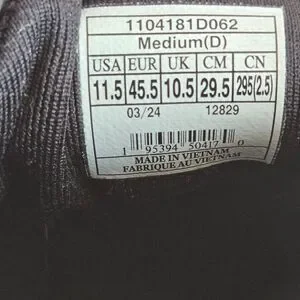 1104181D062
Medium(D)
USA EUR UK CM CN
11.5 45.5 10.5 29.5 295(2.5)
03/24 12829
1 95394 50417 0
MADE IN VIETNAM
FABRIQUE AU VIETNAM